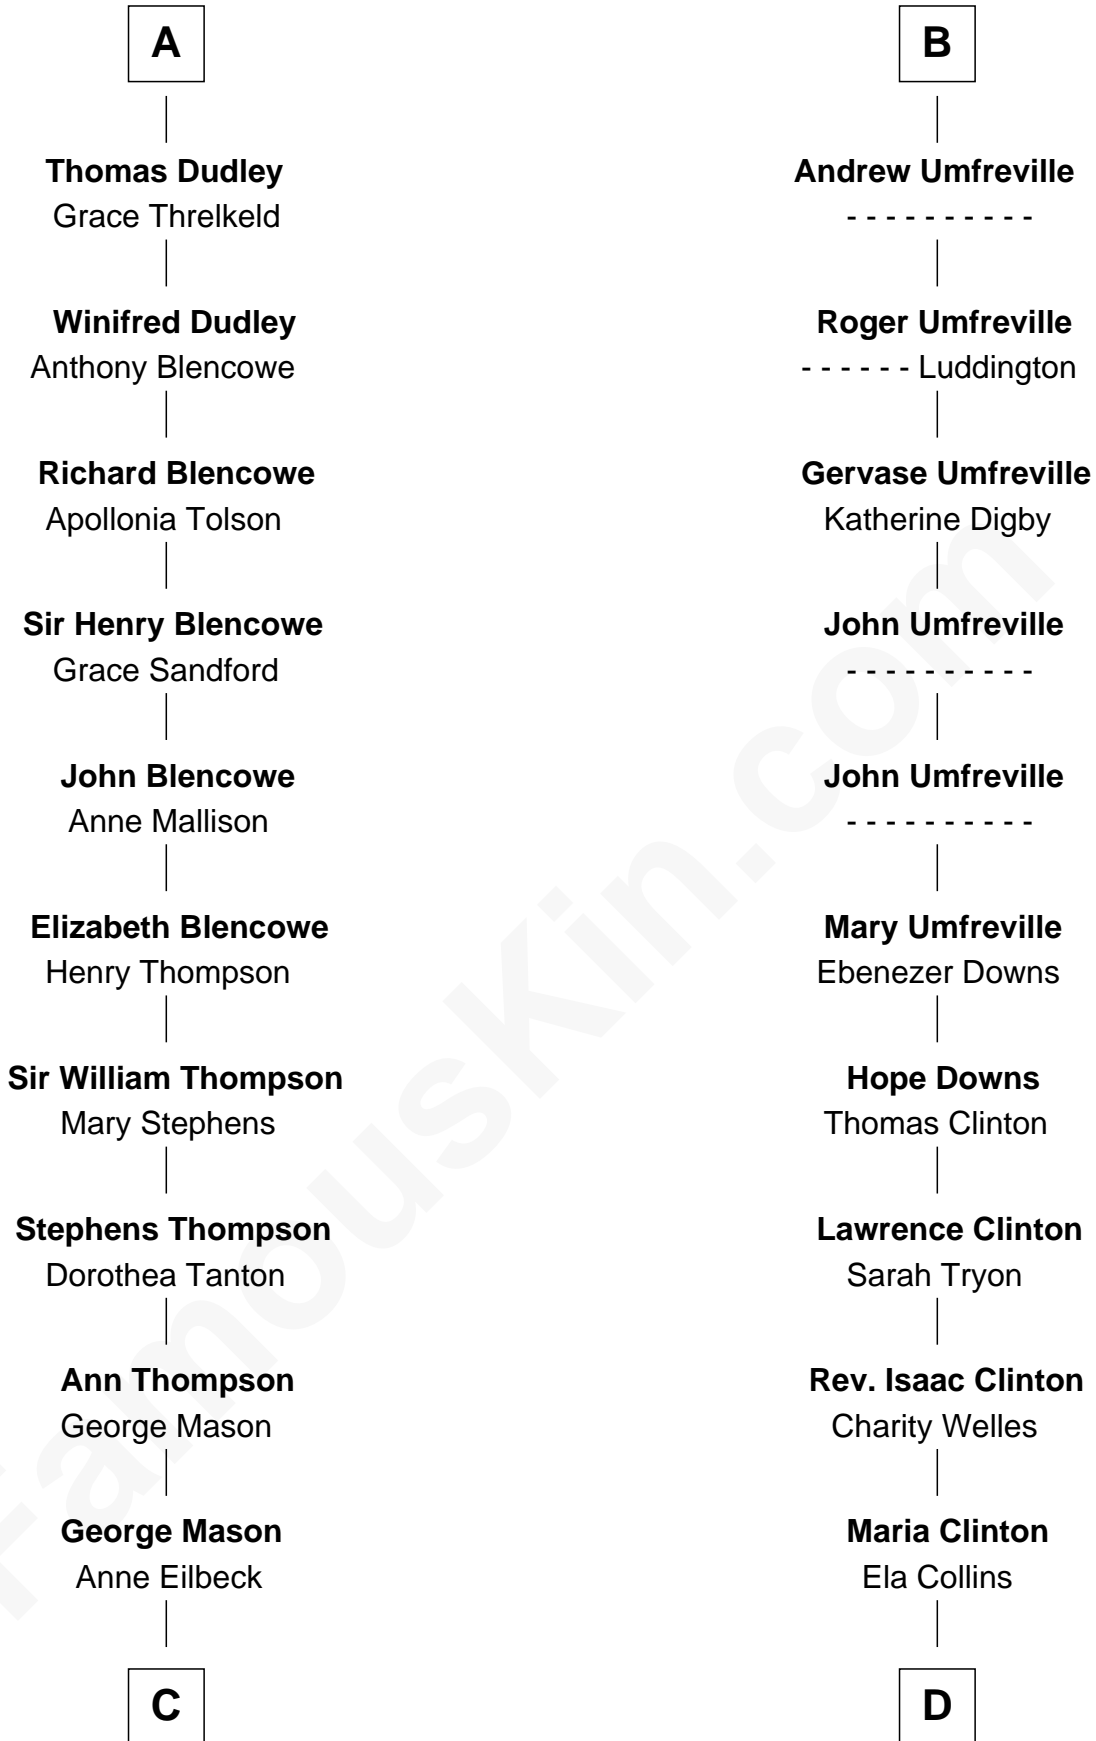 A
Thomas Dudley
Grace Threlkeld
Winifred Dudley
Anthony Blencowe
Richard Blencowe
Apollonia Tolson
Sir Henry Blencowe
Grace Sandford
John Blencowe
Anne Mallison
Elizabeth Blencowe
Henry Thompson
Sir William Thompson
Mary Stephens
Stephens Thompson
Dorothea Tanton
Ann Thompson
George Mason
George Mason
Anne Eilbeck
C
B
Andrew Umfreville
- - - - - - - - - -
Roger Umfreville
- - - - - - Luddington
Gervase Umfreville
Katherine Digby
John Umfreville
- - - - - - - - - -
John Umfreville
- - - - - - - - - -
Mary Umfreville
Ebenezer Downs
Hope Downs
Thomas Clinton
Lawrence Clinton
Sarah Tryon
Rev. Isaac Clinton
Charity Welles
Maria Clinton
Ela Collins
D
FamousKin.com